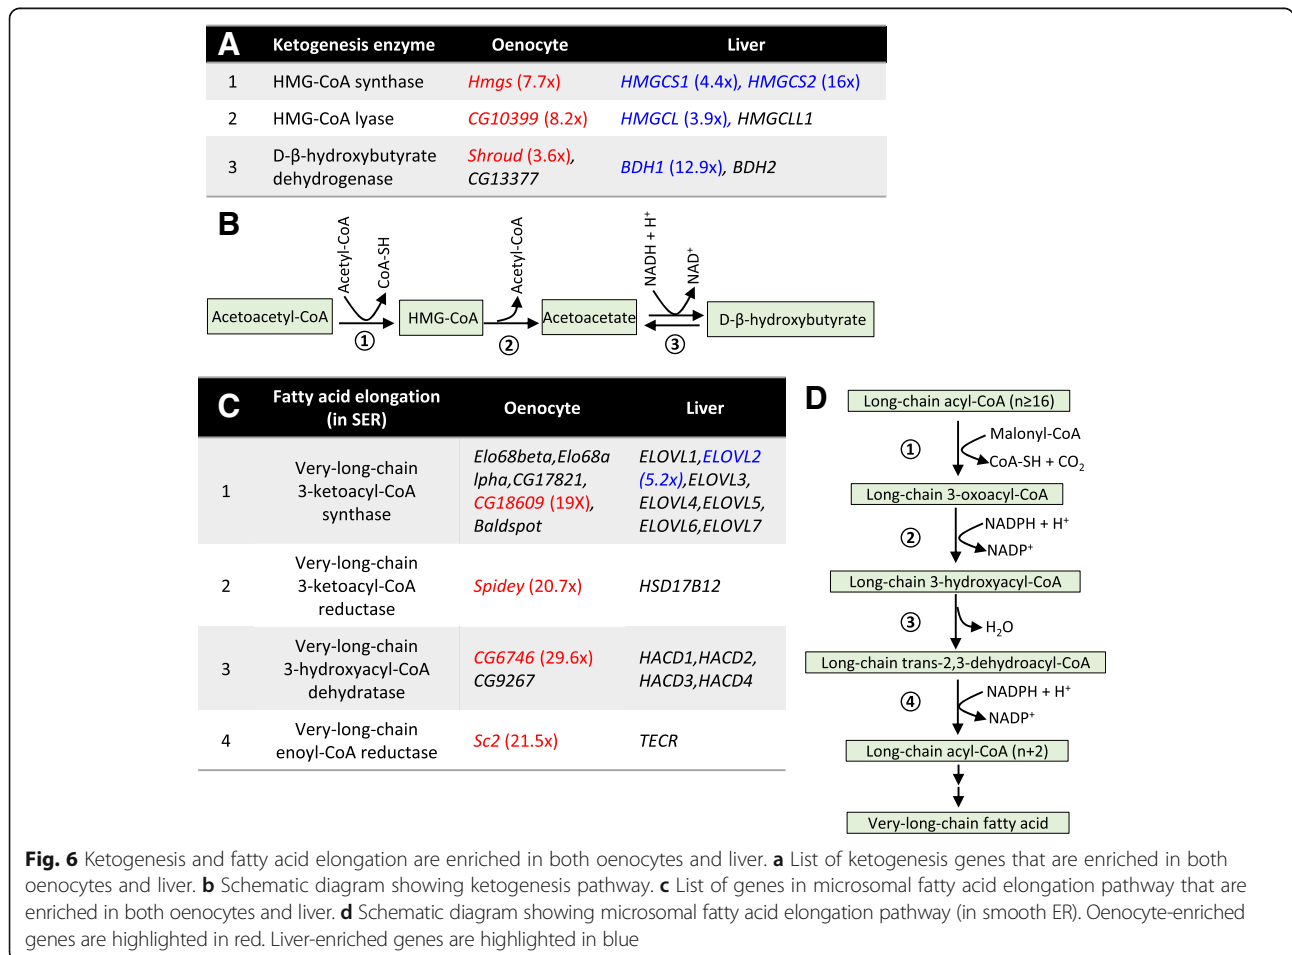 A Ketogenesis enzyme Oenocyte Liver
1 HMG-CoA synthase Hmgs (7.7x) HMGCS1 (4.4x), HMGCS2 (16x)
2 HMG-CoA lyase CG10399 (8.2x) HMGCL (3.9x), HMGCLL1
3 D-β-hydroxybutyrate dehydrogenase Shroud (3.6x), CG13377 BDH1 (12.9x), BDH2
B
Acetyl-CoA
CoA-SH
Acetyl-CoA
NADH + H⁺
NAD⁺
Acetoacetyl-CoA HMG-CoA Acetoacetate D-β-hydroxybutyrate
① ② ③
C Fatty acid elongation (in SER) Oenocyte Liver
1 Very-long-chain 3-ketoacyl-CoA synthase Elo68beta,Elo68alpha,CG17821, CG18609 (19X), Baldspot ELOVL1,ELOVL2 (5.2x),ELOVL3, ELOVL4,ELOVL5, ELOVL6,ELOVL7
2 Very-long-chain 3-ketoacyl-CoA reductase Spidey (20.7x) HSD17B12
3 Very-long-chain 3-hydroxyacyl-CoA dehydratase CG6746 (29.6x) CG9267 HACD1,HACD2, HACD3,HACD4
4 Very-long-chain enoyl-CoA reductase Sc2 (21.5x) TECR
D
Long-chain acyl-CoA (n≥16)
① Malonyl-CoA
CoA-SH + CO₂
Long-chain 3-oxoacyl-CoA
② NADPH + H⁺
NADP⁺
Long-chain 3-hydroxyacyl-CoA
③ H₂O
Long-chain trans-2,3-dehydroacyl-CoA
④ NADPH + H⁺
NADP⁺
Long-chain acyl-CoA (n+2)
Very-long-chain fatty acid
Fig. 6 Ketogenesis and fatty acid elongation are enriched in both oenocytes and liver. a List of ketogenesis genes that are enriched in both
oenocytes and liver. b Schematic diagram showing ketogenesis pathway. c List of genes in microsomal fatty acid elongation pathway that are
enriched in both oenocytes and liver. d Schematic diagram showing microsomal fatty acid elongation pathway (in smooth ER). Oenocyte-enriched
genes are highlighted in red. Liver-enriched genes are highlighted in blue